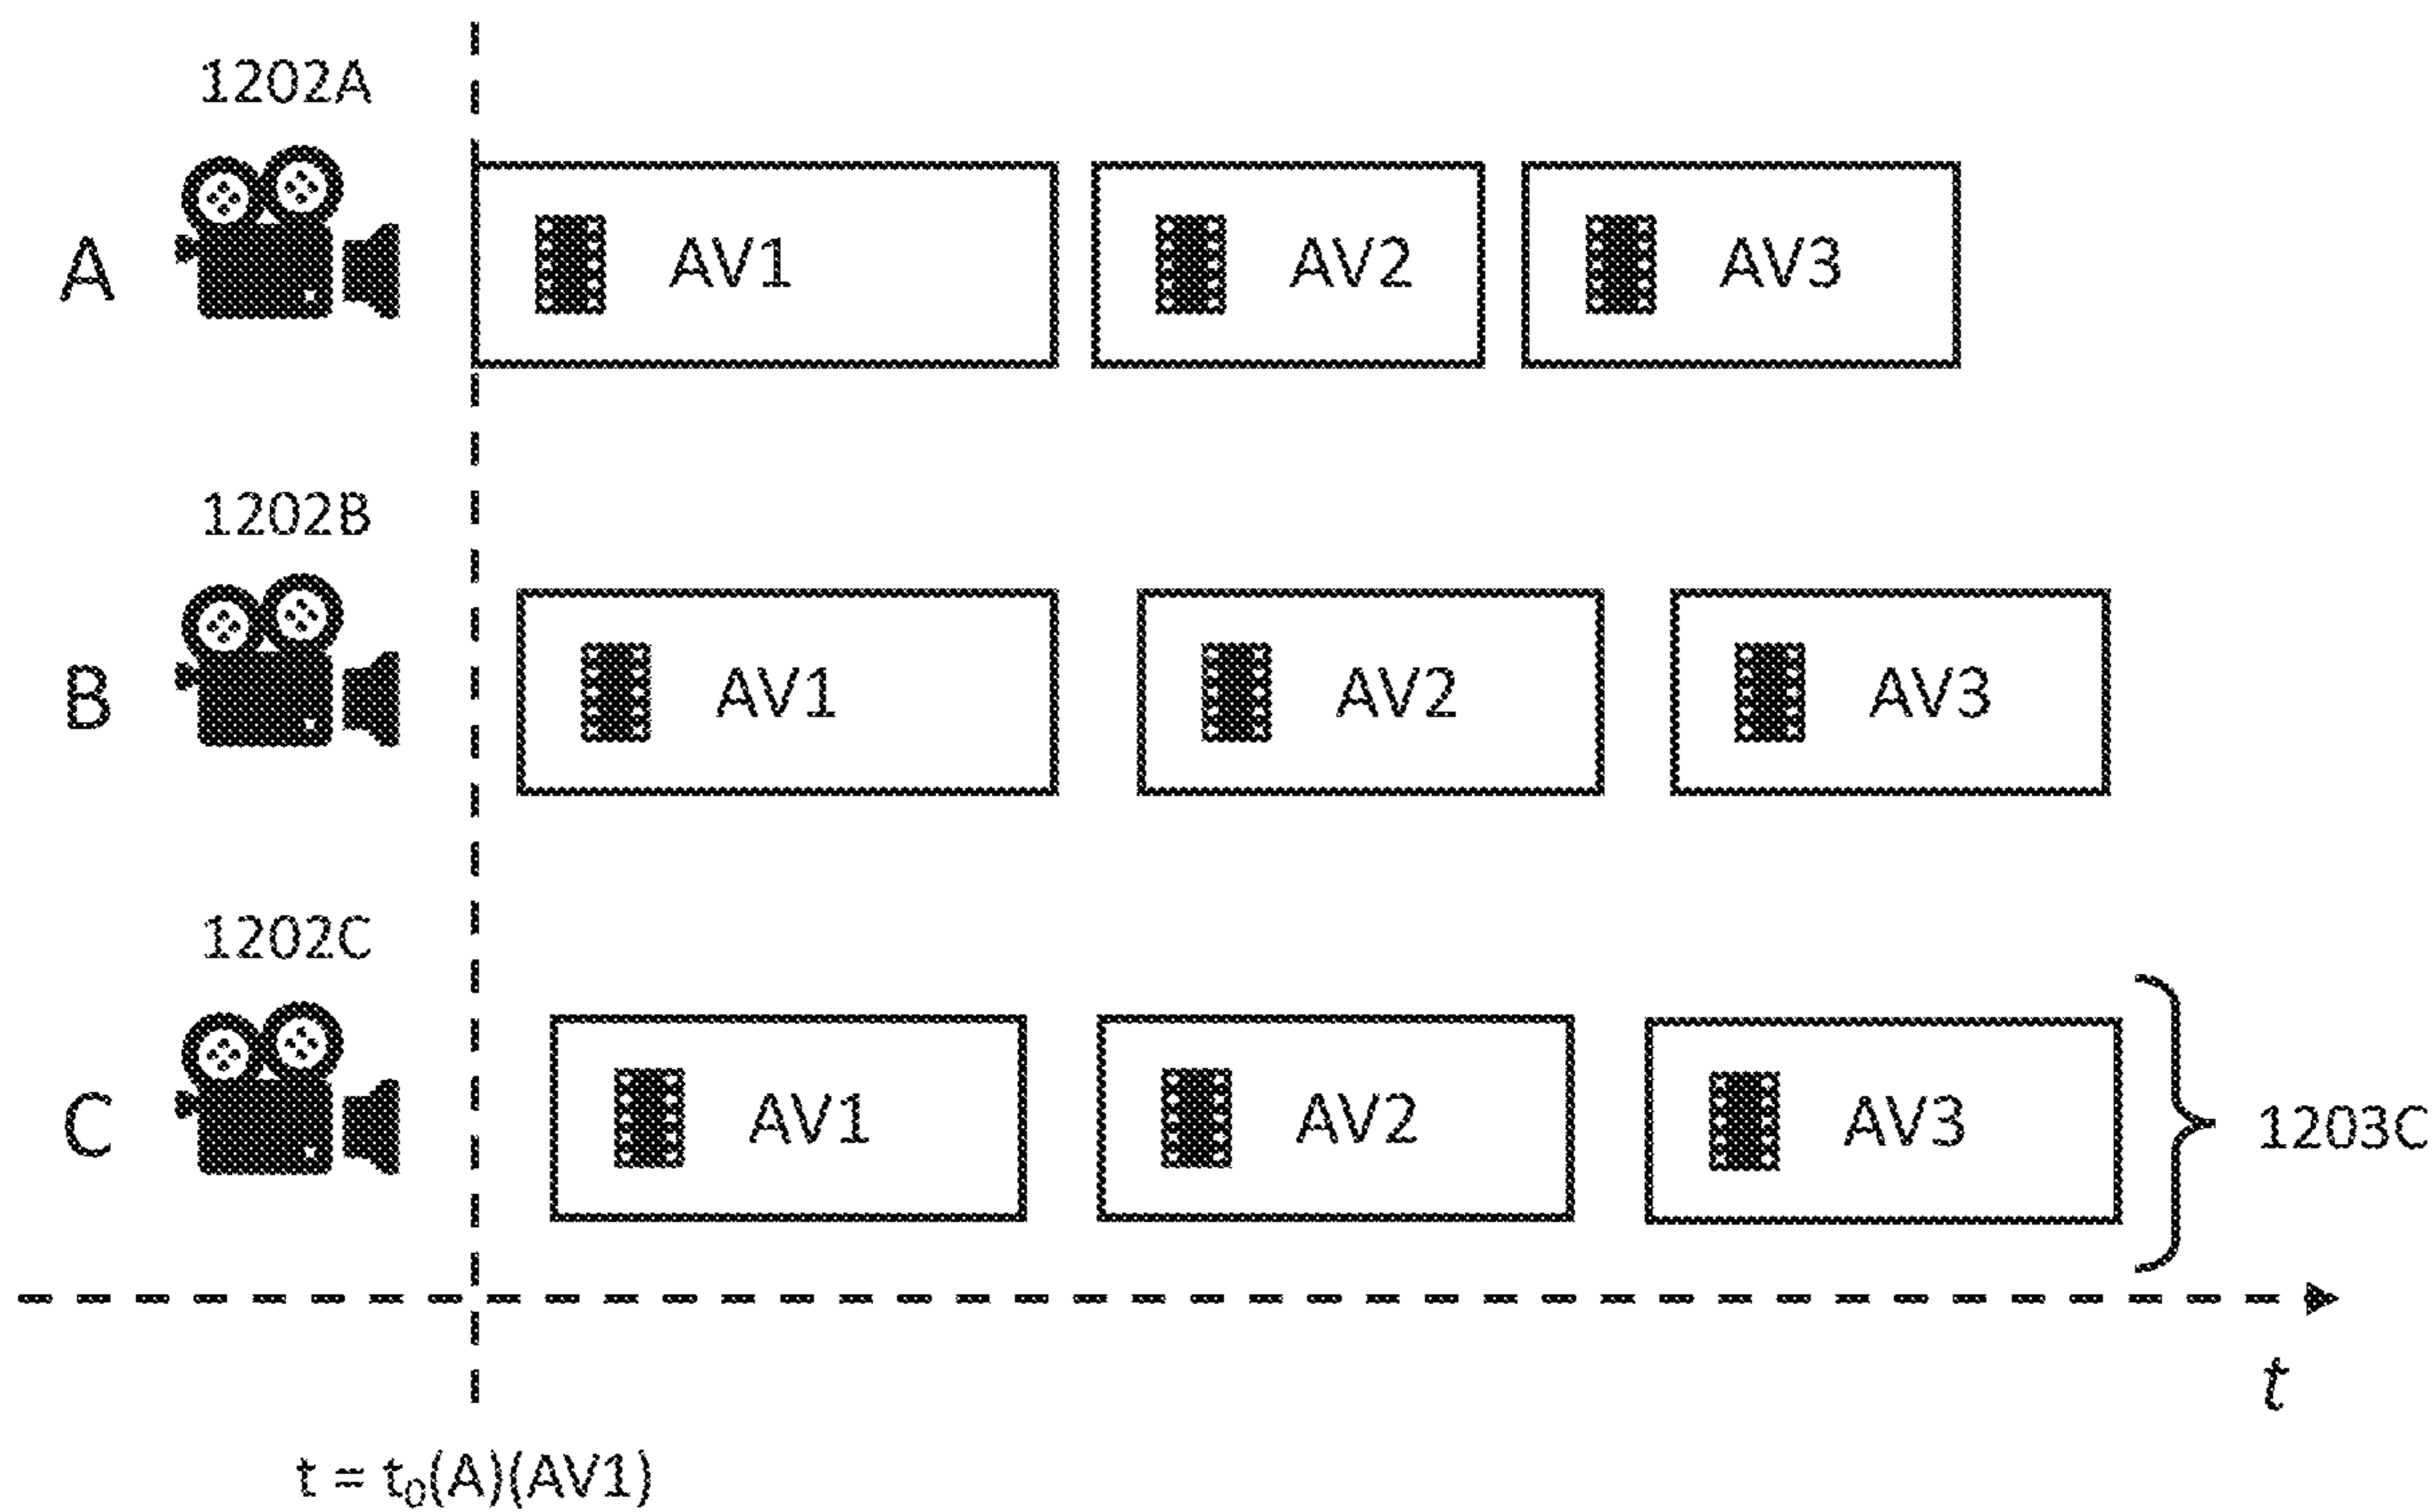 1202A
A
AV1
AV2
AV3
1202B
B
AV1
AV2
AV3
1202C
C
AV1
AV2
AV3
1203C
t
t = t₀(A)(AV1)